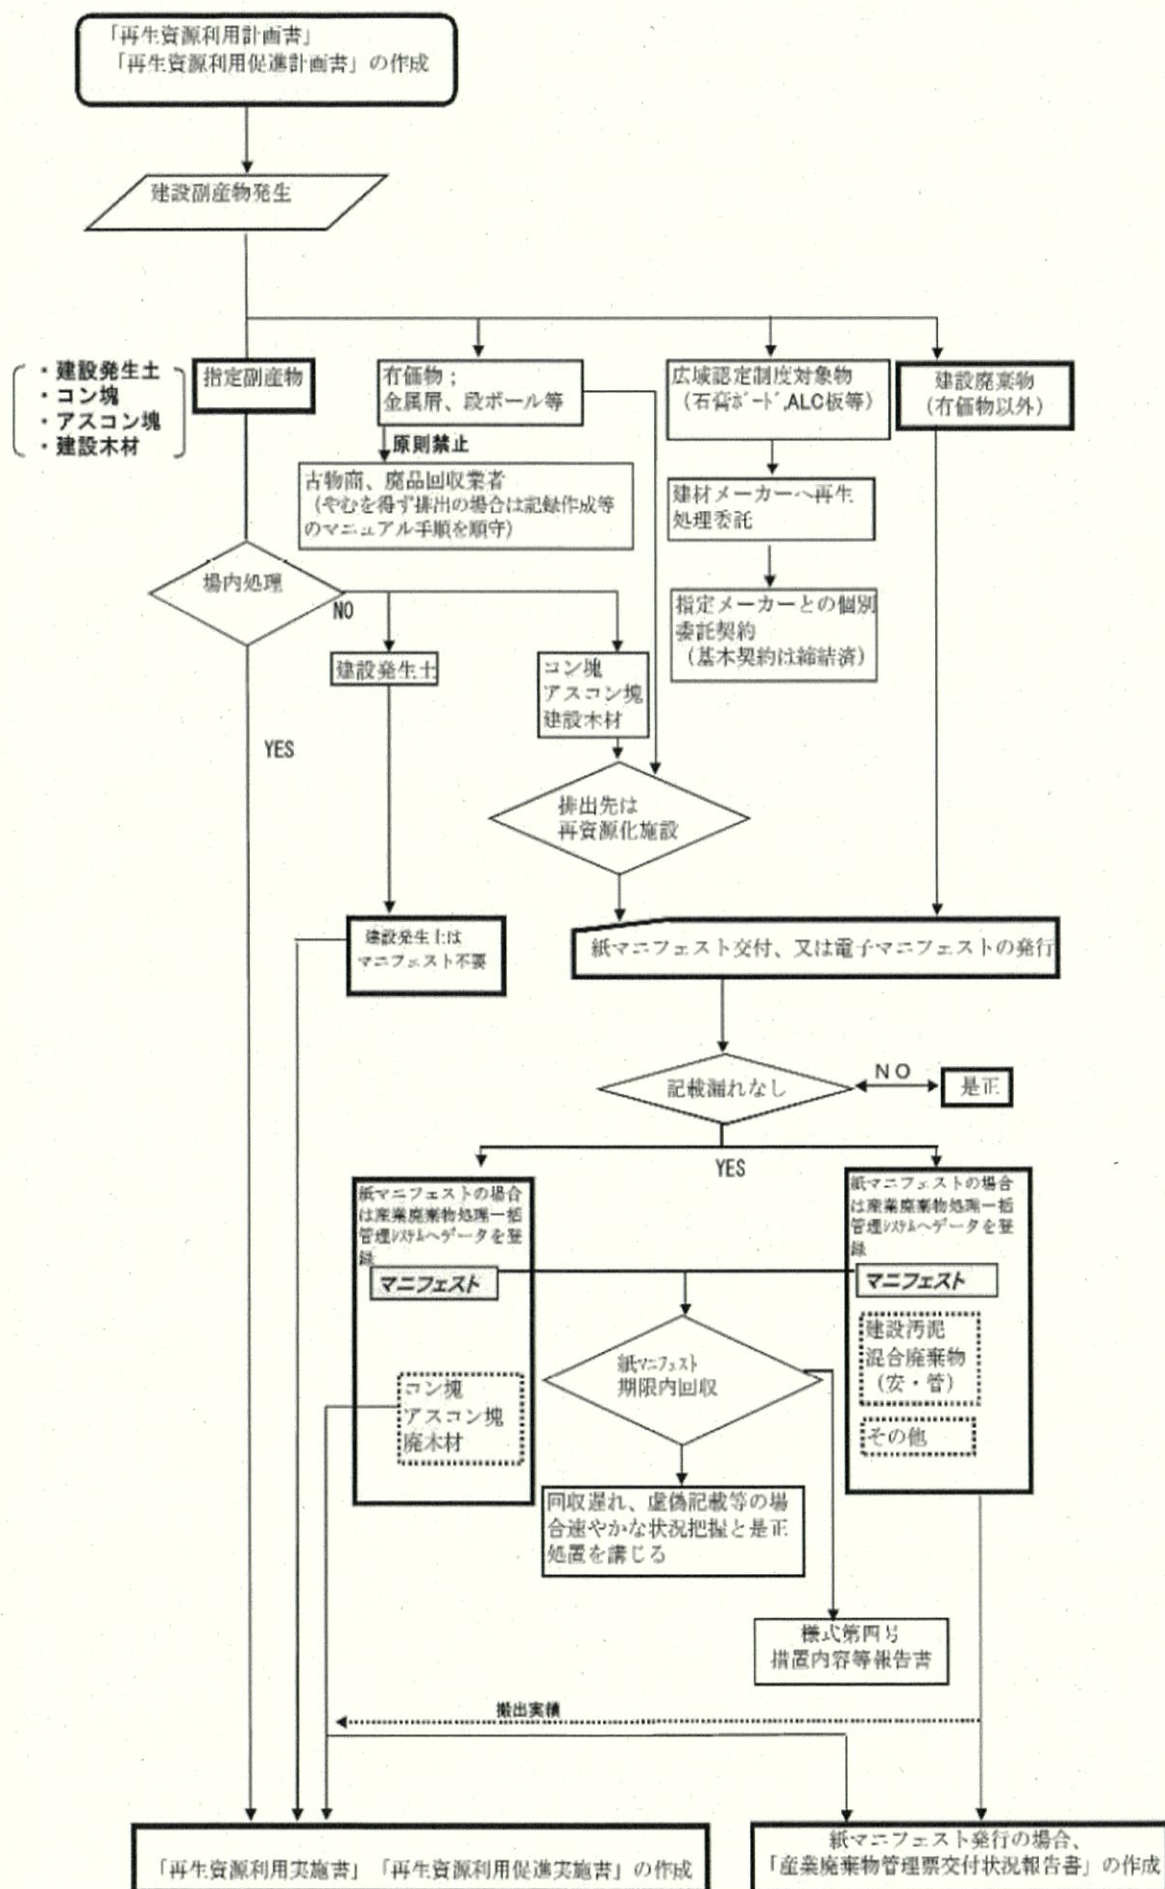 「再生資源利用計画書」
「再生資源利用促進計画書」の作成
建設副産物発生
・建設発生土
・コン塊
・アスコン塊
・建設木材
指定副産物
有価物；
金属屑、段ボール等
広域認定制度対象物
（石膏ﾎﾞｰﾄﾞ,ALC板等）
建設廃棄物
（有価物以外）
原則禁止
古物商、廃品回収業者
（やむを得ず排出の場合は記録作成等
のマニュアル手順を順守）
建材メーカーへ再生
処理委託
場内処理
NO
指定メーカーとの個別
委託契約
（基本契約は締結済）
建設発生土
コン塊
アスコン塊
建設木材
YES
排出先は
再資源化施設
建設発生土は
マニフェスト不要
紙マニフェスト交付、又は電子マニフェストの発行
記載漏れなし
NO
是正
YES
紙マニフェストの場合
は産業廃棄物処理一括
管理ｼｽﾃﾑへデータを登
録
マニフェスト
紙マニフェストの場合
は産業廃棄物処理一括
管理ｼｽﾃﾑへデータを登
録
マニフェスト
建設汚泥
混合廃棄物
（安・管）
その他
紙ﾏﾆﾌｪｽﾄ
期限内回収
コン塊
アスコン塊
廃木材
回収遅れ、虚偽記載等の場
合速やかな状況把握と是正
処置を講じる
様式第四号
措置内容等報告書
搬出実績
「再生資源利用実施書」「再生資源利用促進実施書」の作成
紙マニフェスト発行の場合、
「産業廃棄物管理票交付状況報告書」の作成